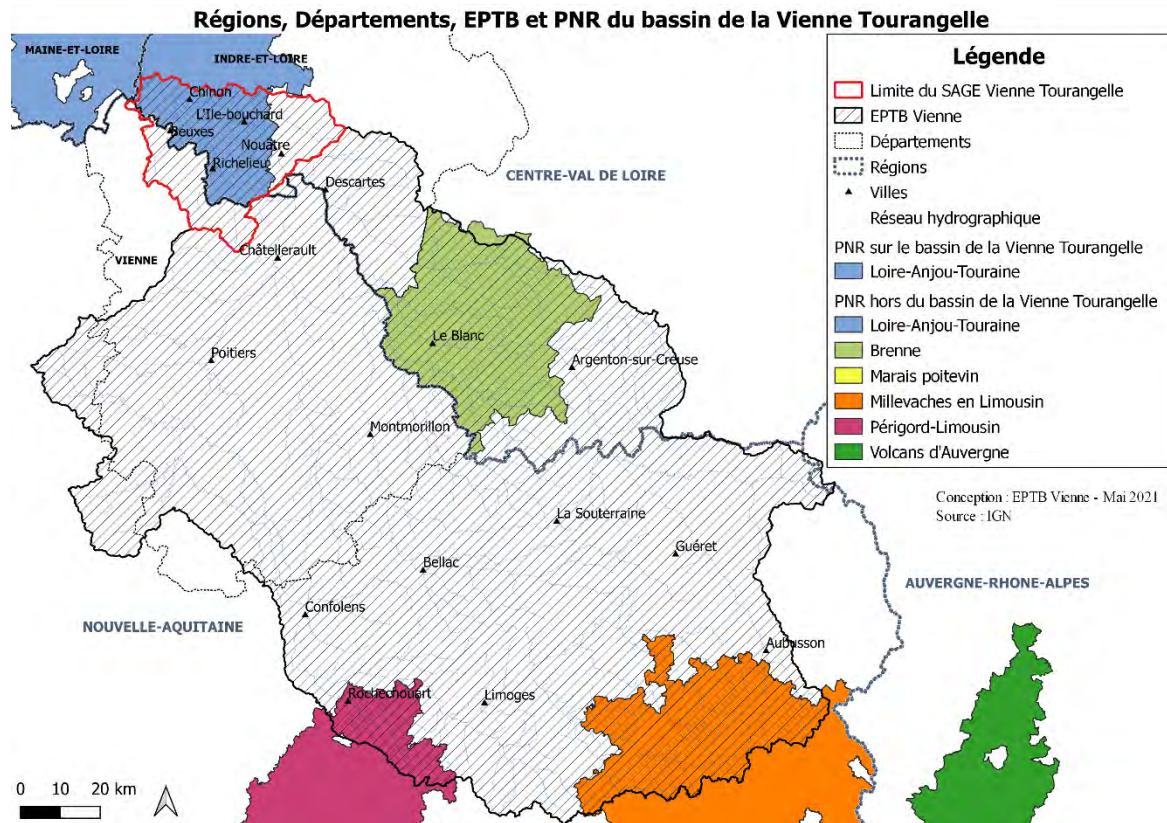 Régions, Départements, EPTB et PNR du bassin de la Vienne Tourangelle
MAINE-ET-LOIRE
INDRE-ET-LOIRE
Chinon
L'Ile-bouchard
Beuxes
Nouâtre
Richelieu
Descartes
CENTRE-VAL DE LOIRE
VIENNE
Châtellerault
Le Blanc
Poitiers
Argenton-sur-Creuse
Montmorillon
La Souterraine
Guéret
Bellac
AUVERGNE-RHONE-ALPES
Confolens
NOUVELLE-AQUITAINE
Aubusson
Rochechouart
Limoges
0 10 20 km
Légende
Limite du SAGE Vienne Tourangelle
EPTB Vienne
Départements
Régions
Villes
Réseau hydrographique
PNR sur le bassin de la Vienne Tourangelle
Loire-Anjou-Touraine
PNR hors du bassin de la Vienne Tourangelle
Loire-Anjou-Touraine
Brenne
Marais poitevin
Millevaches en Limousin
Périgord-Limousin
Volcans d'Auvergne
Conception : EPTB Vienne - Mai 2021
Source : IGN